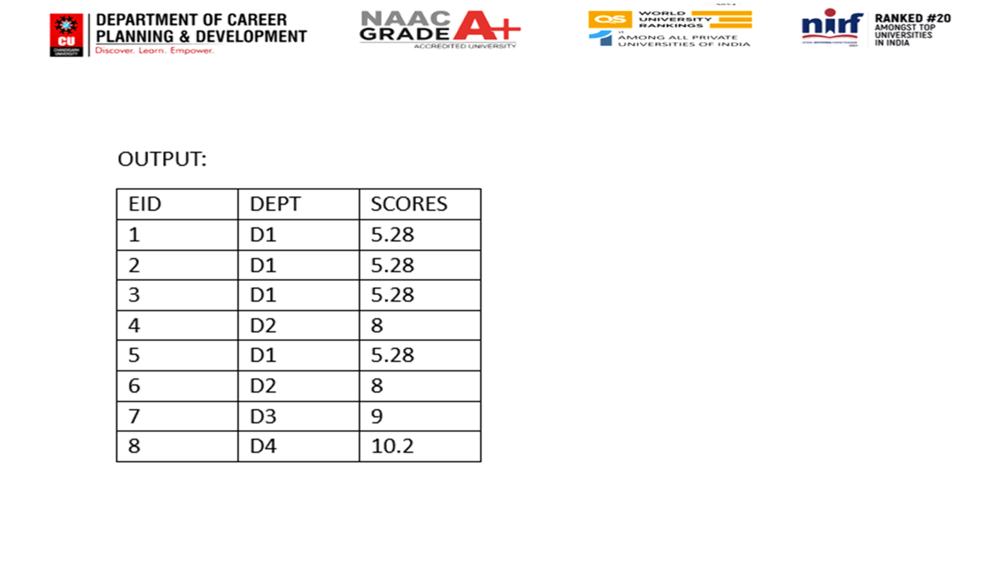 DEPARTMENT OF CAREER
PLANNING & DEVELOPMENT
Discover. Learn. Empower.
CU
CHANDIGARH
UNIVERSITY
NAAC
GRADE A+
ACCREDITED UNIVERSITY
QS WORLD
UNIVERSITY
RANKINGS
1st AMONG ALL PRIVATE
UNIVERSITIES OF INDIA
nirf
RANKED #20
AMONGST TOP
UNIVERSITIES
IN INDIA
OUTPUT:
EID DEPT SCORES
1 D1 5.28
2 D1 5.28
3 D1 5.28
4 D2 8
5 D1 5.28
6 D2 8
7 D3 9
8 D4 10.2